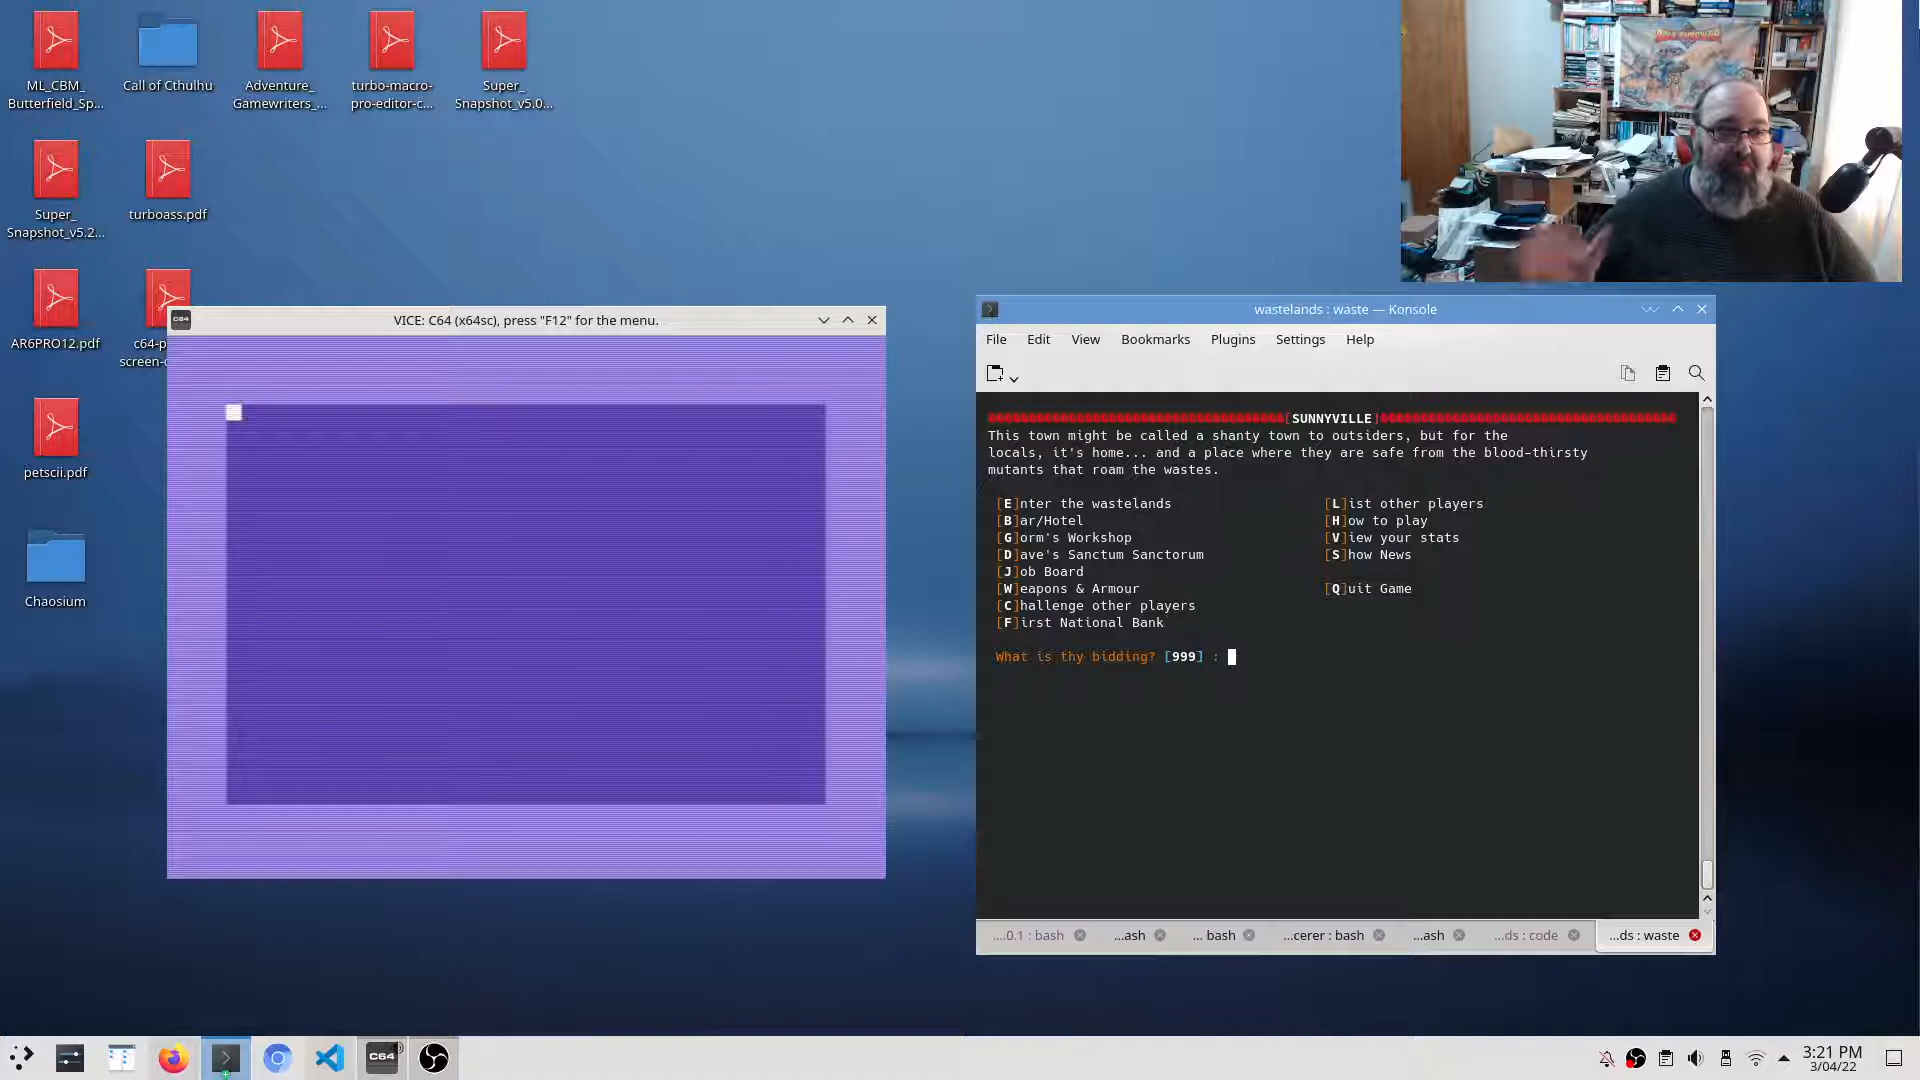 ML_CBM_
Butterfield_Sp...
Call of Cthulhu
Adventure_
Gamewriters_...
turbo-macro-
pro-editor-c...
Super_
Snapshot_v5.0...
Super_
Snapshot_v5.2...
turboass.pdf
AR6PRO12.pdf
c64-p
screen-c
petscii.pdf
Chaosium
C64
VICE: C64 (x64sc), press "F12" for the menu.
wastelands : waste — Konsole
File Edit View Bookmarks Plugins Settings Help
[SUNNYVILLE]
This town might be called a shanty town to outsiders, but for the
locals, it's home... and a place where they are safe from the blood-thirsty
mutants that roam the wastes.
[E]nter the wastelands [L]ist other players
[B]ar/Hotel [H]ow to play
[G]orm's Workshop [V]iew your stats
[D]ave's Sanctum Sanctorum [S]how News
[J]ob Board
[W]eapons & Armour [Q]uit Game
[C]hallenge other players
[F]irst National Bank
What is thy bidding? [999] :
....0.1 : bash ...ash ... bash ...cerer : bash ...ash ...ds : code ...ds : waste
C64
3:21 PM
3/04/22